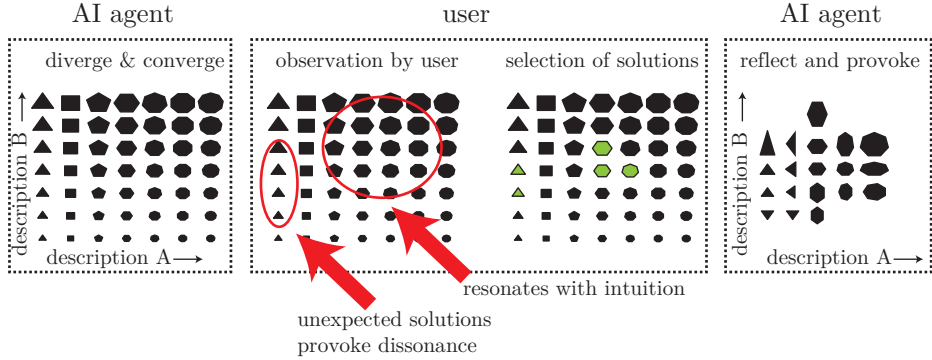 AI agent
user
AI agent
diverge & converge
observation by user
selection of solutions
reflect and provoke
description B
description A
description B
description A
resonates with intuition
unexpected solutions
provoke dissonance